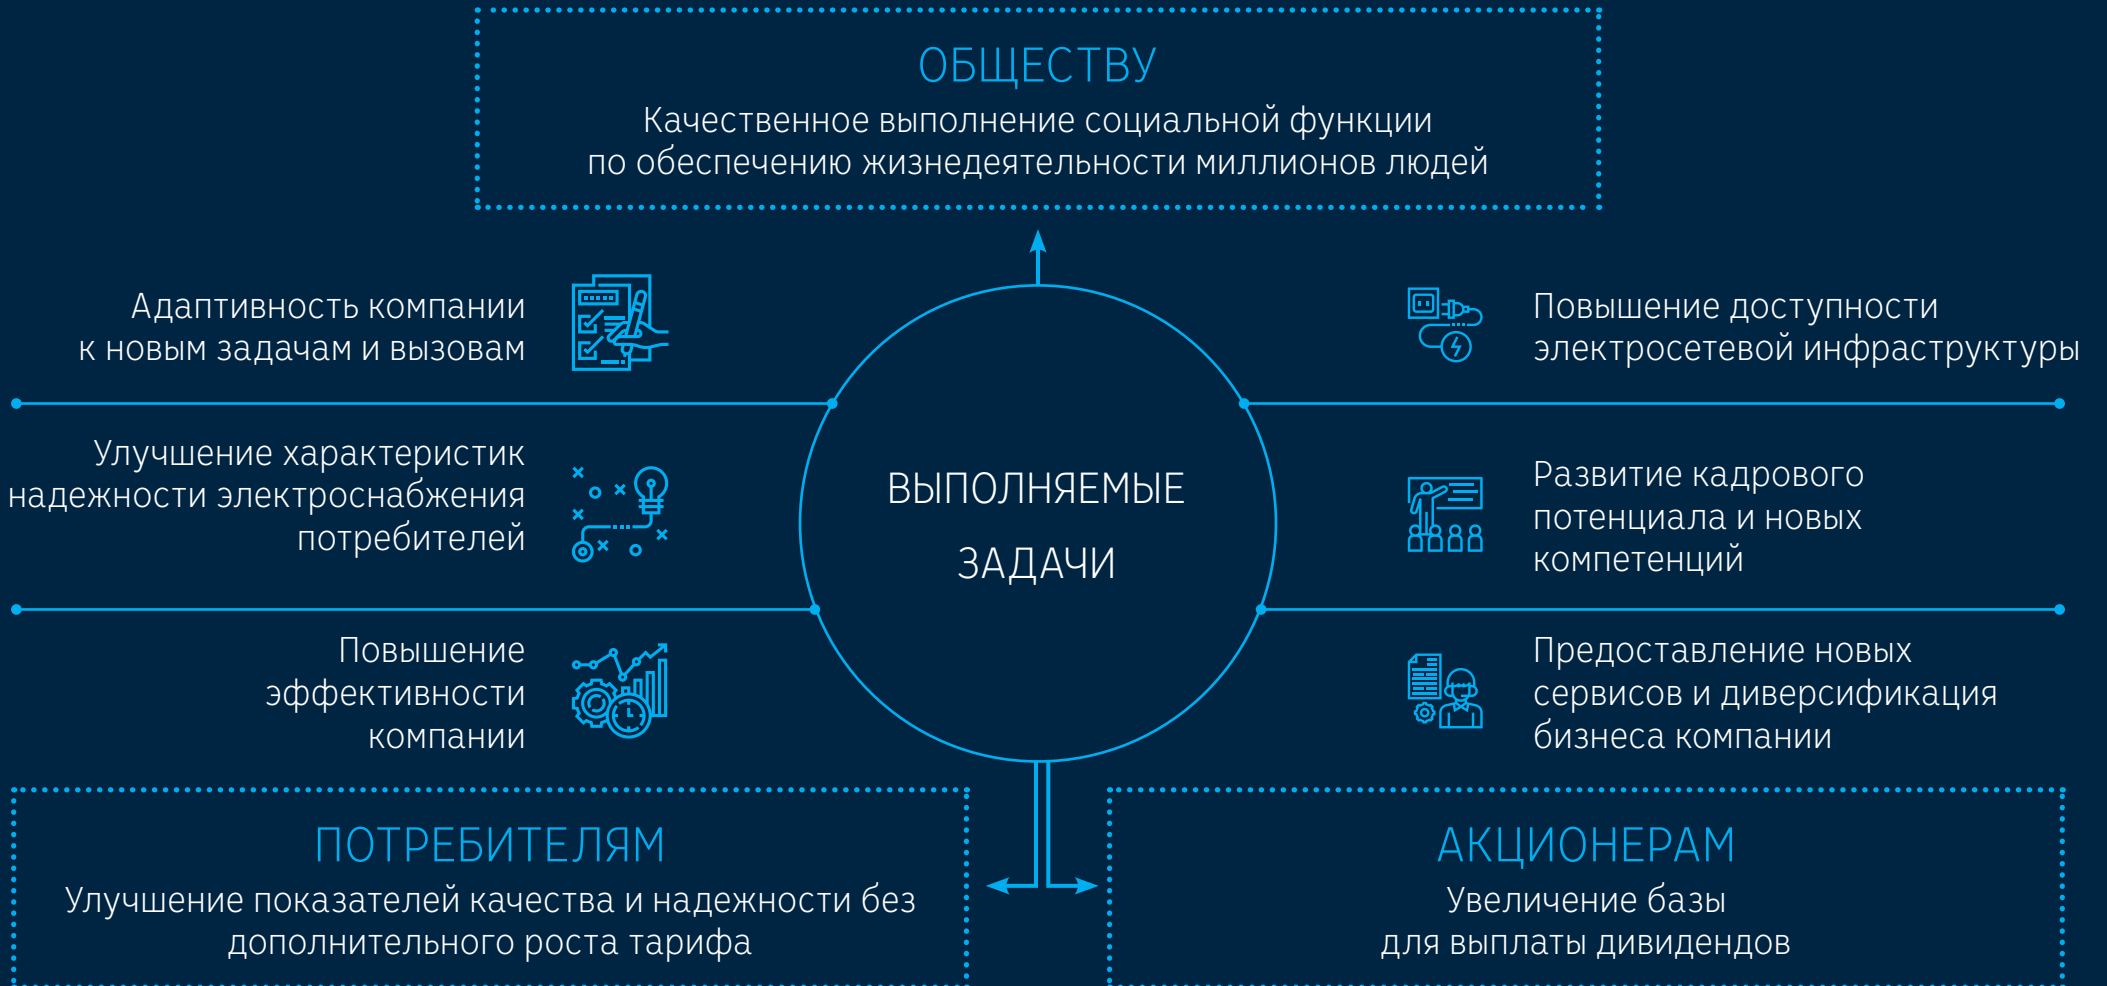 ОБЩЕСТВУ
Качественное выполнение социальной функции
по обеспечению жизнедеятельности миллионов людей
Адаптивность компании
к новым задачам и вызовам
Улучшение характеристик
надежности электроснабжения
потребителей
Повышение
эффективности
компании
ВЫПОЛНЯЕМЫЕ
ЗАДАЧИ
Повышение доступности
электросетевой инфраструктуры
Развитие кадрового
потенциала и новых
компетенций
Предоставление новых
сервисов и диверсификация
бизнеса компании
ПОТРЕБИТЕЛЯМ
Улучшение показателей качества и надежности без
дополнительного роста тарифа
АКЦИОНЕРАМ
Увеличение базы
для выплаты дивидендов